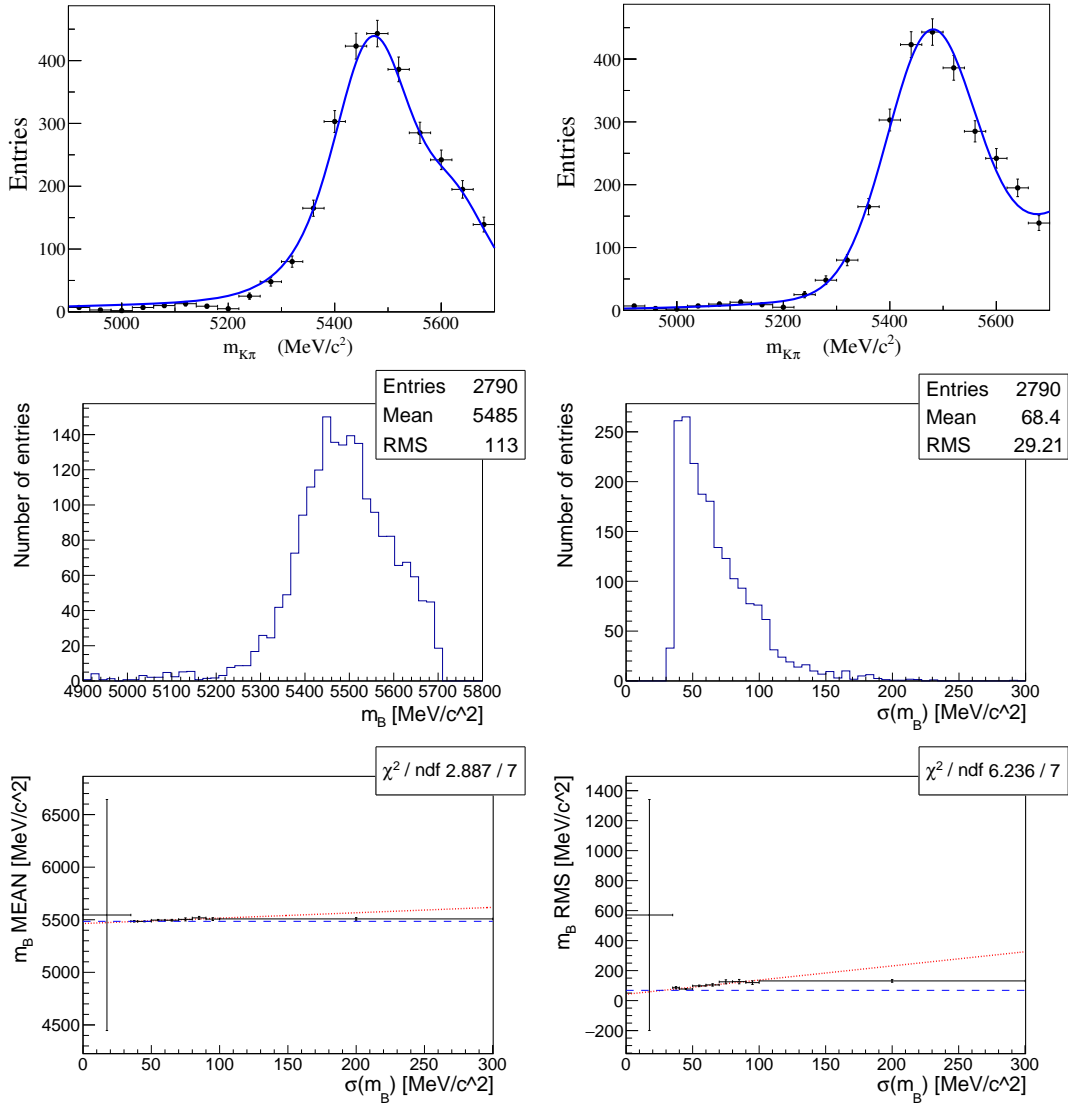 Entries
400
300
200
100
0
5000
5200
5400
5600
m_Kπ (MeV/c²)
Entries
400
300
200
100
0
5000
5200
5400
5600
m_Kπ (MeV/c²)
Entries 2790
Mean 5485
RMS 113
Number of entries
140
120
100
80
60
40
20
0
4900 5000 5100 5200 5300 5400 5500 5600 5700 5800
m_B [MeV/c^2]
Entries 2790
Mean 68.4
RMS 29.21
Number of entries
250
200
150
100
50
0
0 50 100 150 200 250 300
σ(m_B) [MeV/c^2]
χ² / ndf 2.887 / 7
m_B MEAN [MeV/c^2]
6500
6000
5500
5000
4500
0 50 100 150 200 250 300
σ(m_B) [MeV/c^2]
χ² / ndf 6.236 / 7
m_B RMS [MeV/c^2]
1400
1200
1000
800
600
400
200
0
−200
0 50 100 150 200 250 300
σ(m_B) [MeV/c^2]